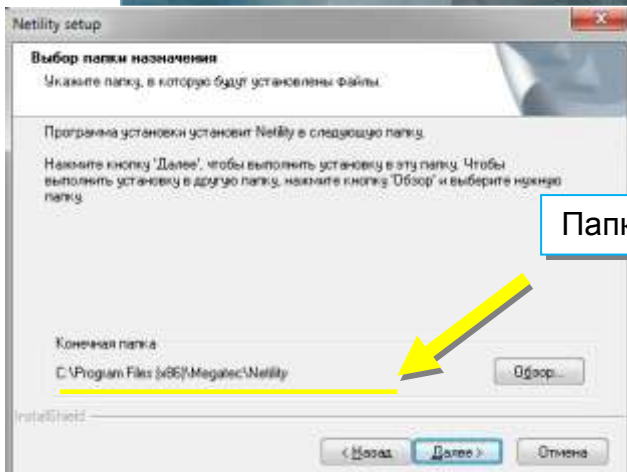 Netility setup
Выбор папки назначения
Укажите папку, в которую будут установлены файлы.
Программа установки установит Netility в следующую папку.
Нажмите кнопку 'Далее', чтобы выполнить установку в эту папку. Чтобы
выполнить установку в другую папку, нажмите кнопку 'Обзор' и выберите нужную
папку.
Папк
Конечная папка
C:\Program Files (x86)\Megatec\Netility
Обзор...
InstallShield
< Назад
Далее >
Отмена